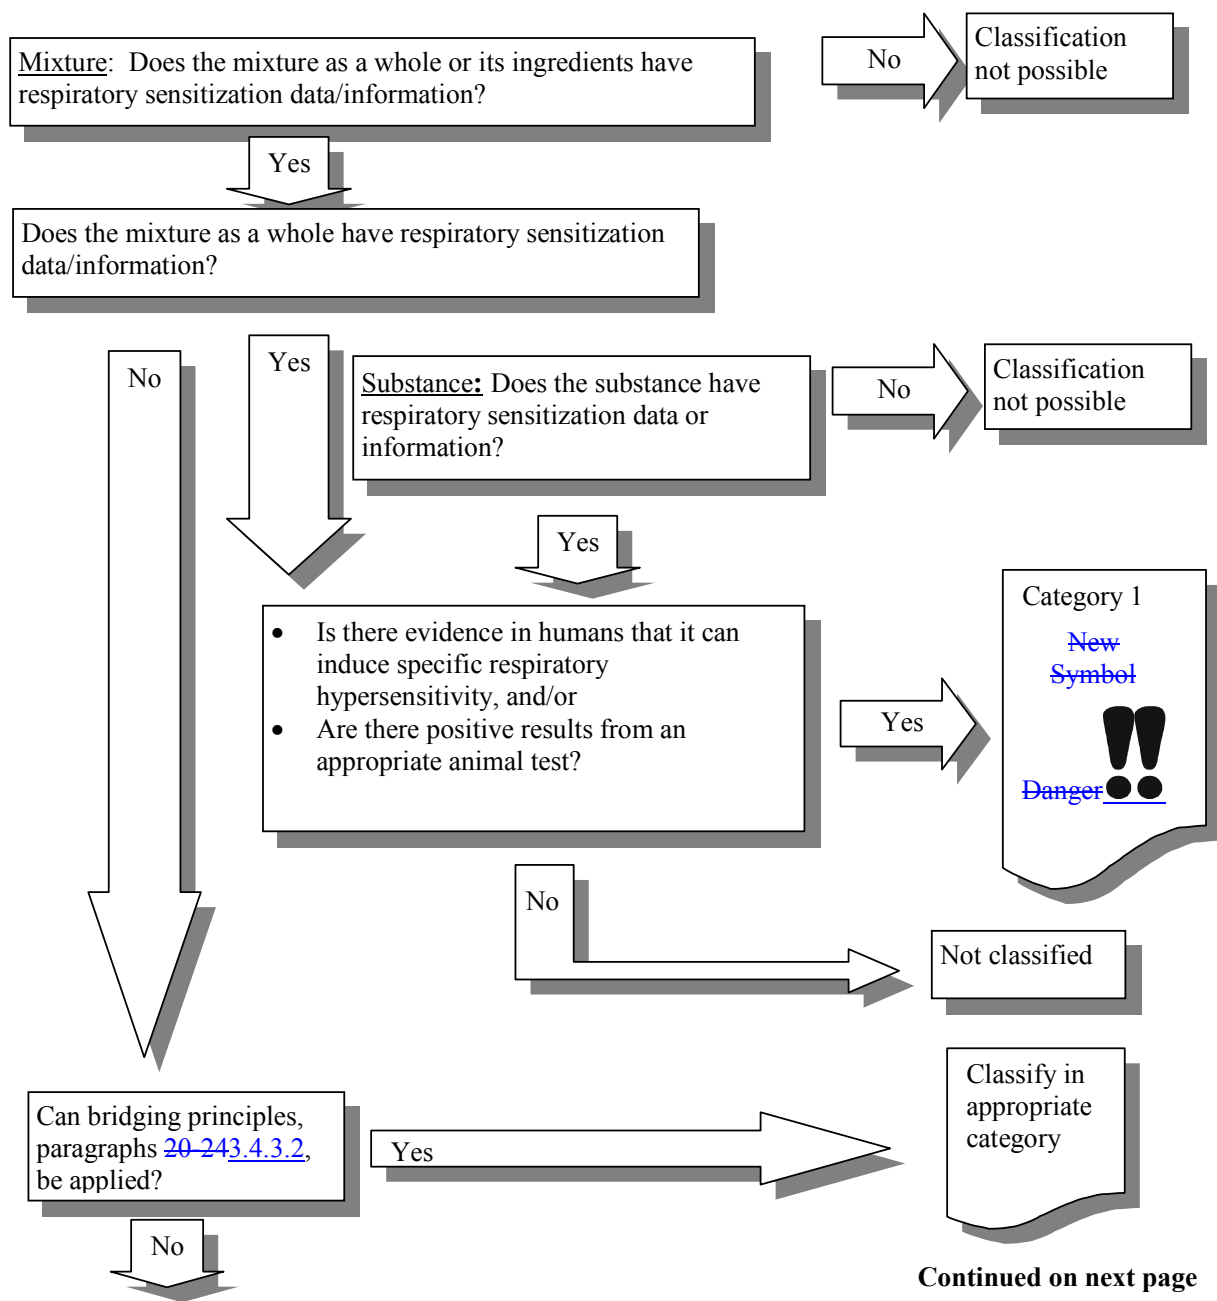 Mixture: Does the mixture as a whole or its ingredients have
respiratory sensitization data/information?
No
Classification
not possible
Yes
Does the mixture as a whole have respiratory sensitization
data/information?
No
Yes
Substance: Does the substance have
respiratory sensitization data or
information?
No
Classification
not possible
Yes
• Is there evidence in humans that it can
induce specific respiratory
hypersensitivity, and/or
• Are there positive results from an
appropriate animal test?
Yes
Category 1
New
Symbol
Danger!!
No
Not classified
Can bridging principles,
paragraphs 20-243.4.3.2,
be applied?
Yes
Classify in
appropriate
category
No
Continued on next page